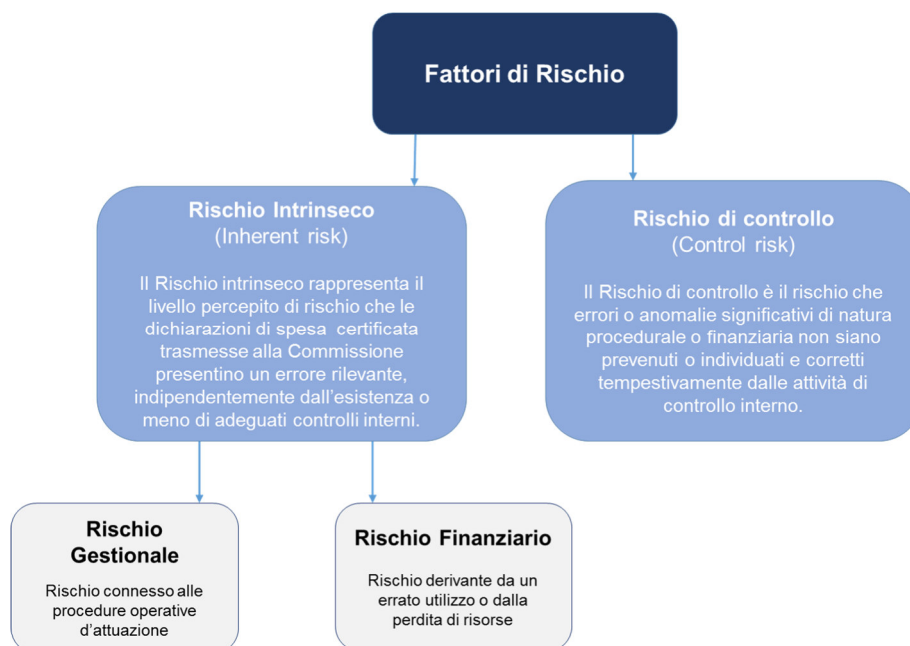 Fattori di Rischio
Rischio Intrinseco
(Inherent risk)
Il Rischio intrinseco rappresenta il
livello percepito di rischio che le
dichiarazioni di spesa certificata
trasmesse alla Commissione
presentino un errore rilevante,
indipendentemente dall'esistenza o
meno di adeguati controlli interni.
Rischio di controllo
(Control risk)
Il Rischio di controllo è il rischio che
errori o anomalie significativi di natura
procedurale o finanziaria non siano
prevenuti o individuati e corretti
tempestivamente dalle attività di
controllo interno.
Rischio
Gestionale
Rischio connesso alle
procedure operative
d'attuazione
Rischio Finanziario
Rischio derivante da un
errato utilizzo o dalla
perdita di risorse